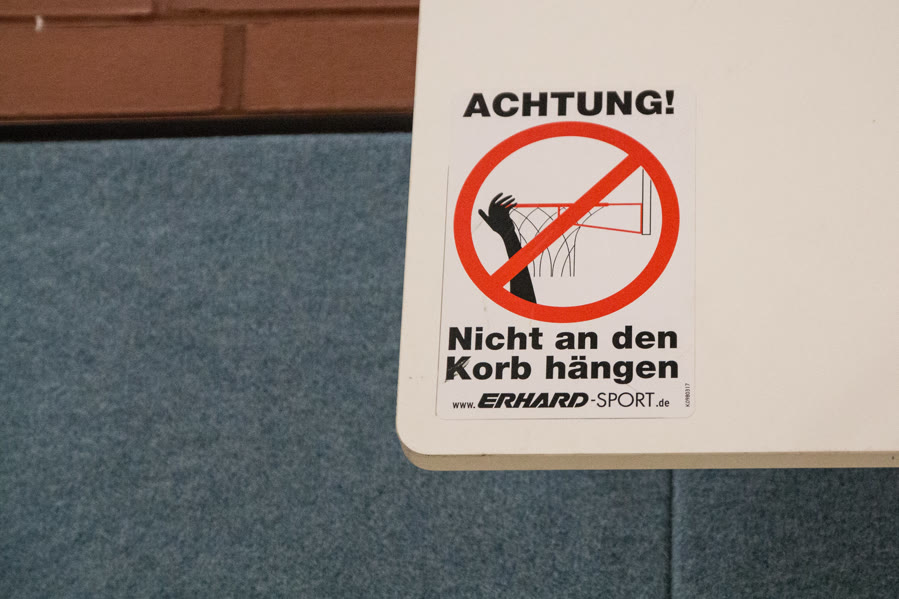 ACHTUNG!
Nicht an den
Korb hängen
www.ERHARD-SPORT.de